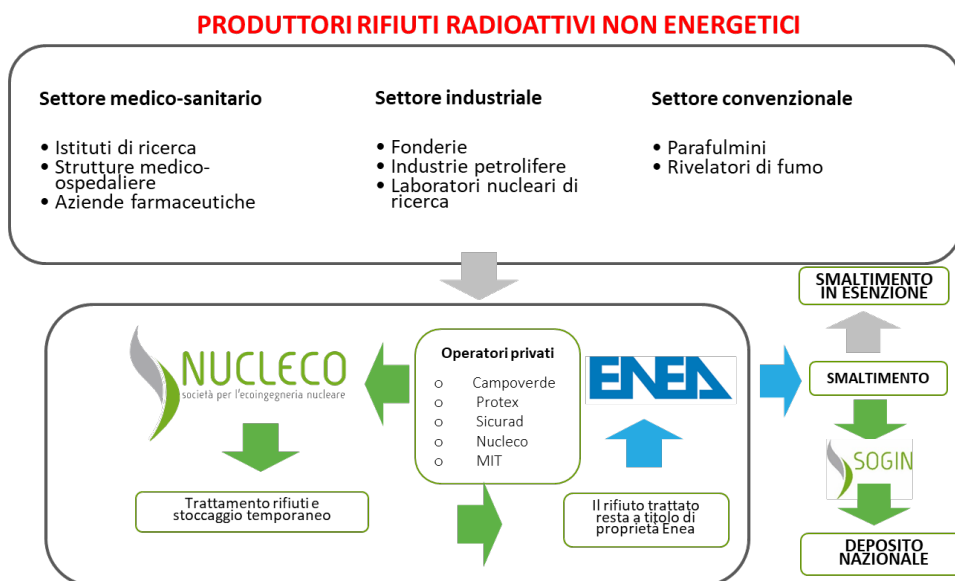 PRODUTTORI RIFIUTI RADIOATTIVI NON ENERGETICI
Settore medico-sanitario
• Istituti di ricerca
• Strutture medico-
ospedaliere
• Aziende farmaceutiche
Settore industriale
• Fonderie
• Industrie petrolifere
• Laboratori nucleari di
ricerca
Settore convenzionale
• Parafulmini
• Rivelatori di fumo
NUCLECO
società per l'ecoingegneria nucleare
Trattamento rifiuti e
stoccaggio temporaneo
Operatori privati
o Campoverde
o Protex
o Sicurad
o Nucleco
o MIT
ENEA
Il rifiuto trattato
resta a titolo di
proprietà Enea
SMALTIMENTO
IN ESENZIONE
SMALTIMENTO
SOGIN
DEPOSITO
NAZIONALE